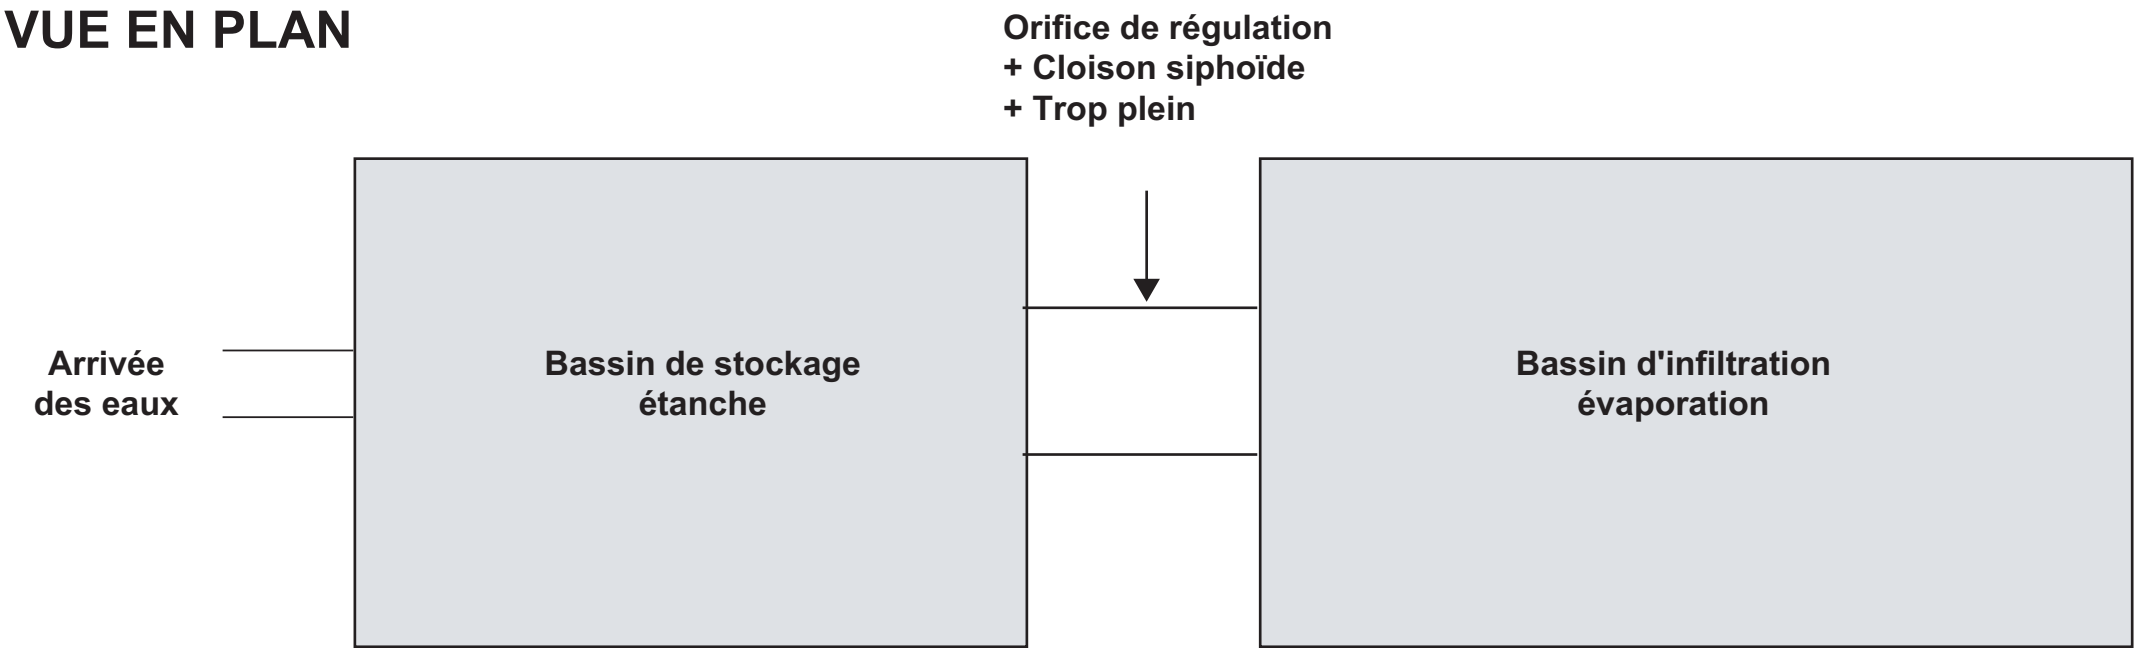 VUE EN PLAN
Orifice de régulation
+ Cloison siphoïde
+ Trop plein
Arrivée
des eaux
Bassin de stockage
étanche
Bassin d'infiltration
évaporation